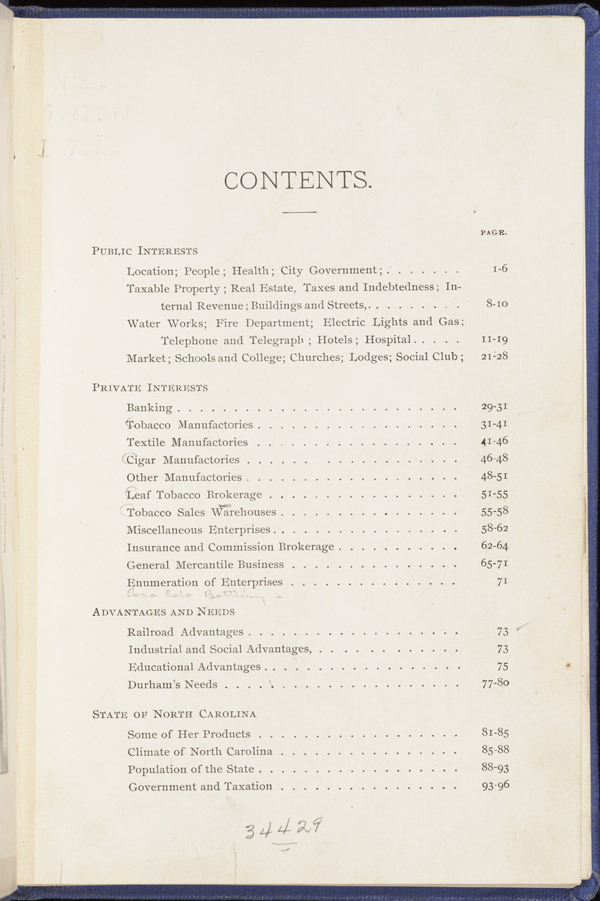 CONTENTS.
PAGE.
PUBLIC INTERESTS
Location; People; Health; City Government; . . . . . . . 1-6
Taxable Property; Real Estate, Taxes and Indebtedness; In-
ternal Revenue; Buildings and Streets, . . . . . . . . . 8-10
Water Works; Fire Department; Electric Lights and Gas;
Telephone and Telegraph; Hotels; Hospital . . . . . 11-19
Market; Schools and College; Churches; Lodges; Social Club; 21-28
PRIVATE INTERESTS
Banking . . . . . . . . . . . . . . . . . . . . . . . . . 29-31
Tobacco Manufactories . . . . . . . . . . . . . . . . . . 31-41
Textile Manufactories . . . . . . . . . . . . . . . . . . 41-46
Cigar Manufactories . . . . . . . . . . . . . . . . . . 46-48
Other Manufactories . . . . . . . . . . . . . . . . . . . 48-51
Leaf Tobacco Brokerage . . . . . . . . . . . . . . . . . 51-55
Tobacco Sales Warehouses . . . . . . . . . . . . . . . . 55-58
Miscellaneous Enterprises . . . . . . . . . . . . . . . . . 58-62
Insurance and Commission Brokerage . . . . . . . . . . . 62-64
General Mercantile Business . . . . . . . . . . . . . . . 65-71
Enumeration of Enterprises . . . . . . . . . . . . . . . 71
Coca Cola Bottling -
ADVANTAGES AND NEEDS
Railroad Advantages . . . . . . . . . . . . . . . . . . . 73
Industrial and Social Advantages, . . . . . . . . . . . . . 73
Educational Advantages . . . . . . . . . . . . . . . . . . 75
Durham's Needs . . . . . . . . . . . . . . . . . . . . . 77-80
STATE OF NORTH CAROLINA
Some of Her Products . . . . . . . . . . . . . . . . . . 81-85
Climate of North Carolina . . . . . . . . . . . . . . . . 85-88
Population of the State . . . . . . . . . . . . . . . . . . 88-93
Government and Taxation . . . . . . . . . . . . . . . . 93-96
34429